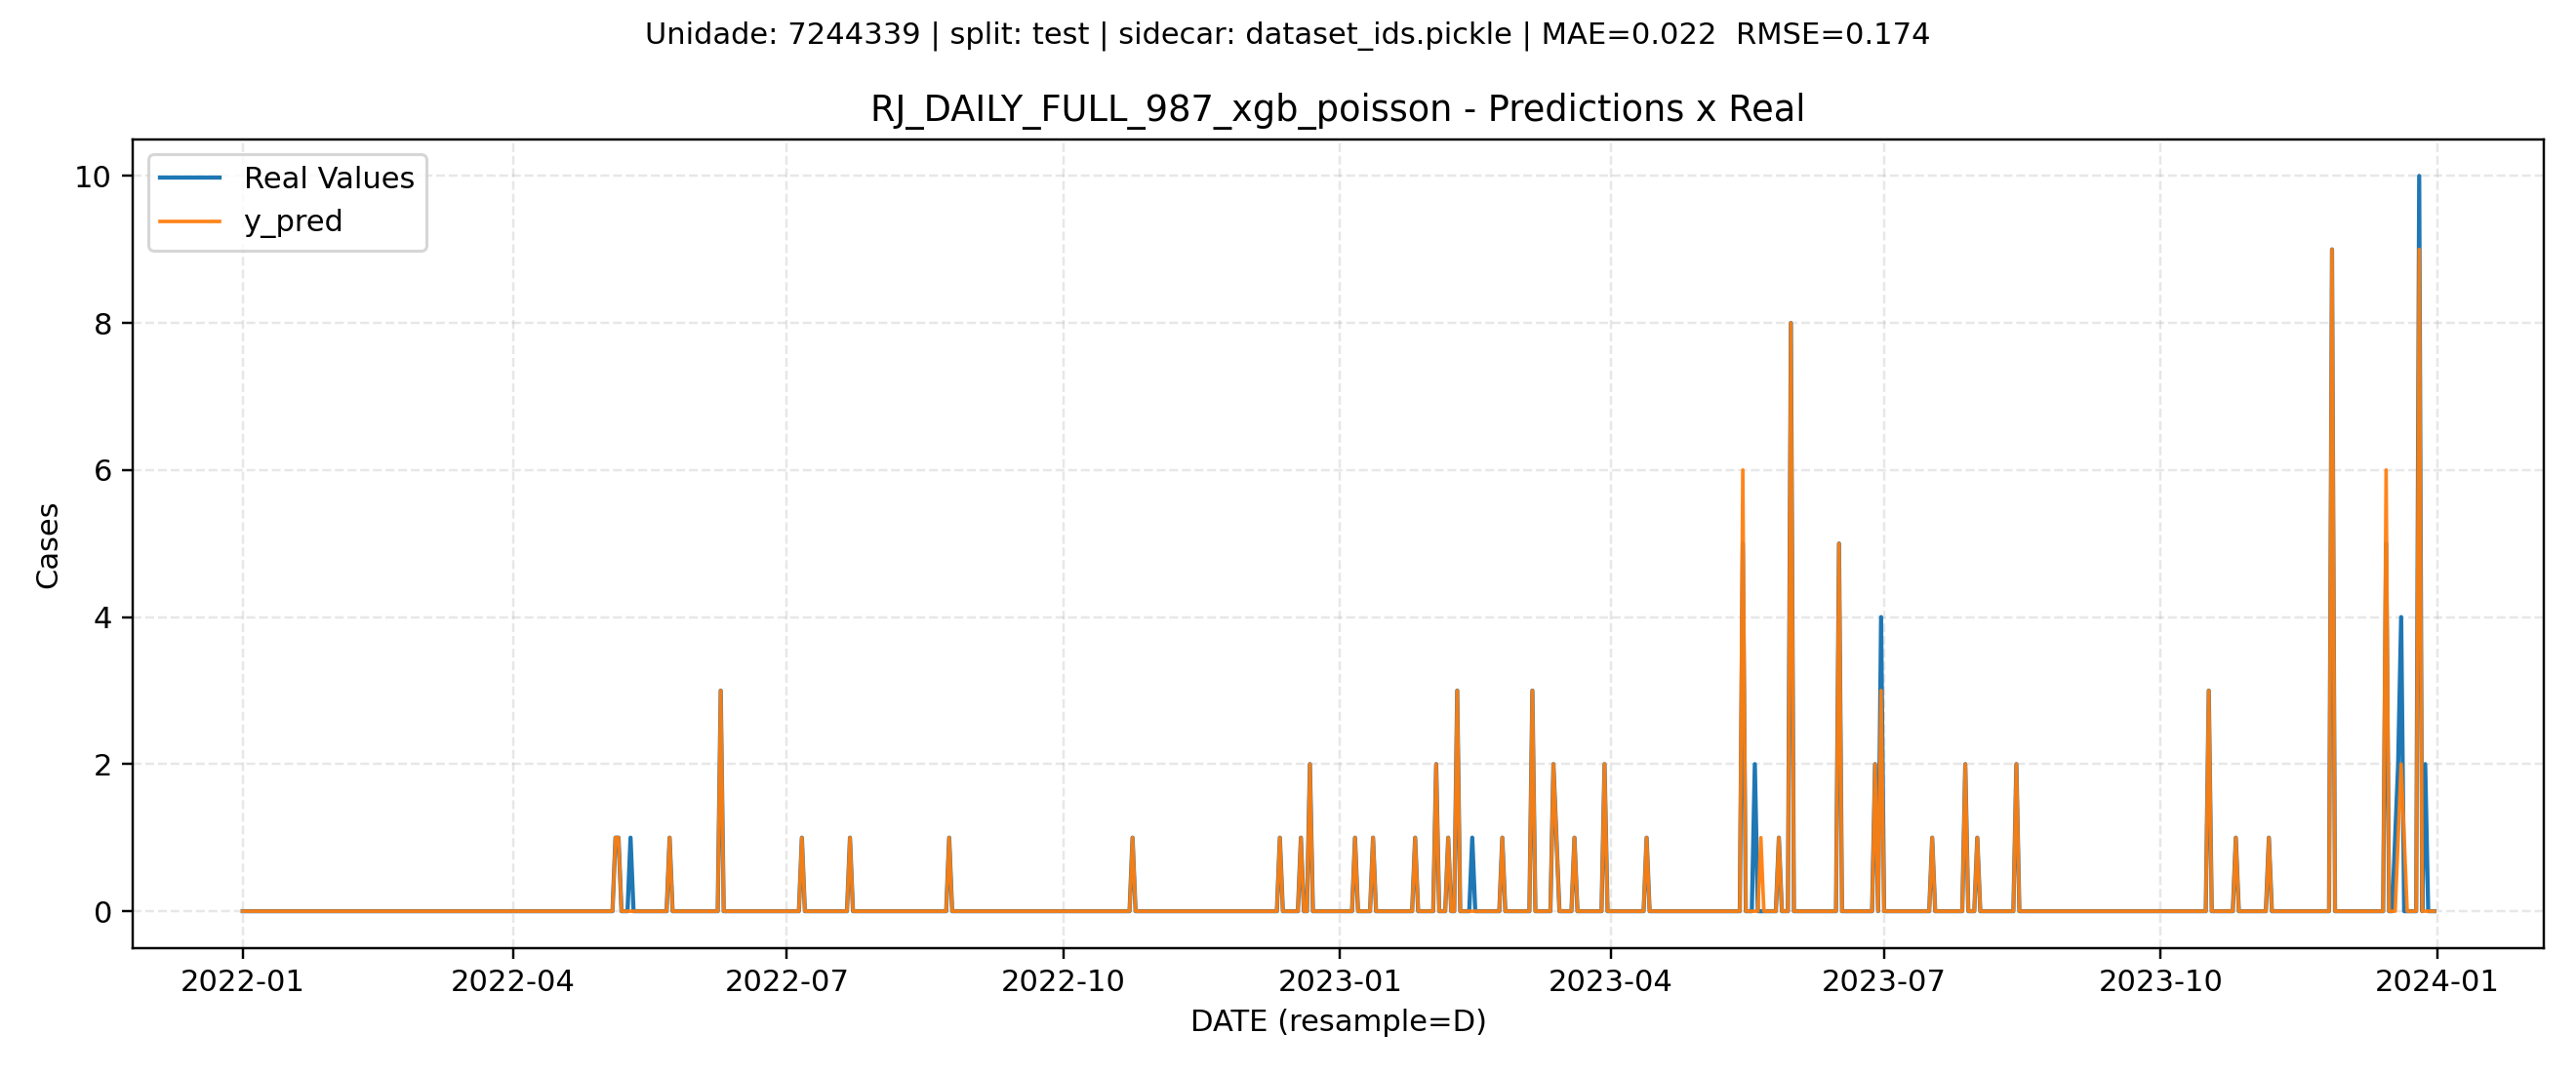 Unidade: 7244339 | split: test | sidecar: dataset_ids.pickle | MAE=0.022  RMSE=0.174
RJ_DAILY_FULL_987_xgb_poisson - Predictions x Real
Real Values
y_pred
10
8
6
4
2
0
Cases
2022-01
2022-04
2022-07
2022-10
2023-01
2023-04
2023-07
2023-10
2024-01
DATE (resample=D)